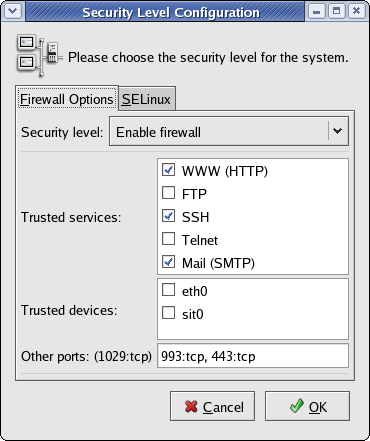 Security Level Configuration
Please choose the security level for the system.
Firewall Options SELinux
Security level: Enable firewall
WWW (HTTP)
FTP
Trusted services: SSH
Telnet
Mail (SMTP)
eth0
Trusted devices: sit0
Other ports: (1029:tcp) 993:tcp, 443:tcp
Cancel OK